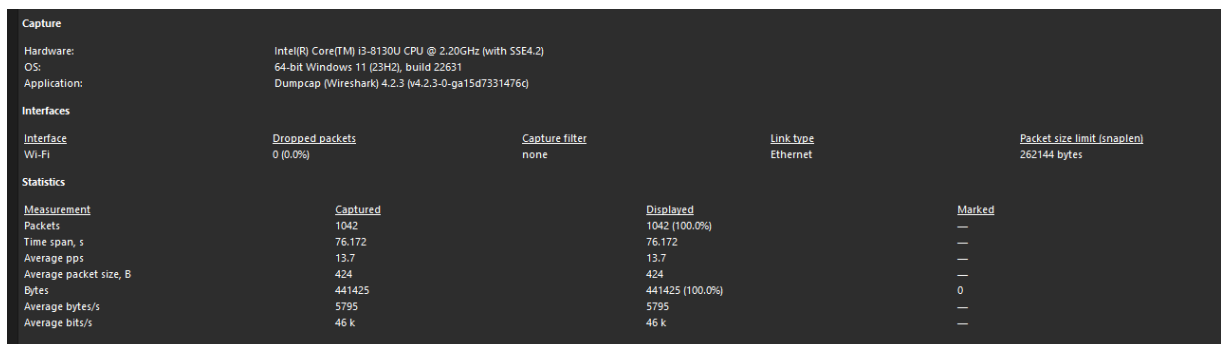 Capture
Hardware: Intel(R) Core(TM) i3-8130U CPU @ 2.20GHz (with SSE4.2)
OS: 64-bit Windows 11 (23H2), build 22631
Application: Dumpcap (Wireshark) 4.2.3 (v4.2.3-0-ga15d7331476c)
Interfaces
Interface Dropped packets Capture filter Link type Packet size limit (snaplen)
Wi-Fi 0 (0.0%) none Ethernet 262144 bytes
Statistics
Measurement Captured Displayed Marked
Packets 1042 1042 (100.0%) —
Time span, s 76.172 76.172 —
Average pps 13.7 13.7 —
Average packet size, B 424 424 —
Bytes 441425 441425 (100.0%) 0
Average bytes/s 5795 5795 —
Average bits/s 46 k 46 k —